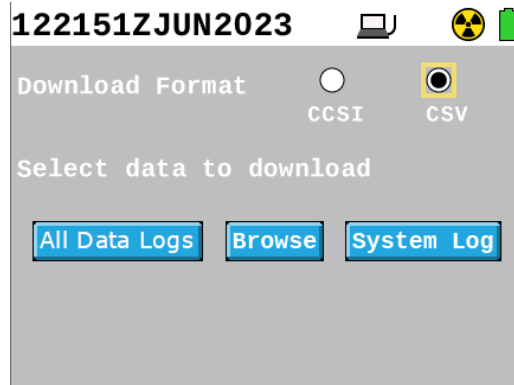 122151ZJUN2023
Download Format
CCSI CSV
Select data to download
All Data Logs Browse System Log